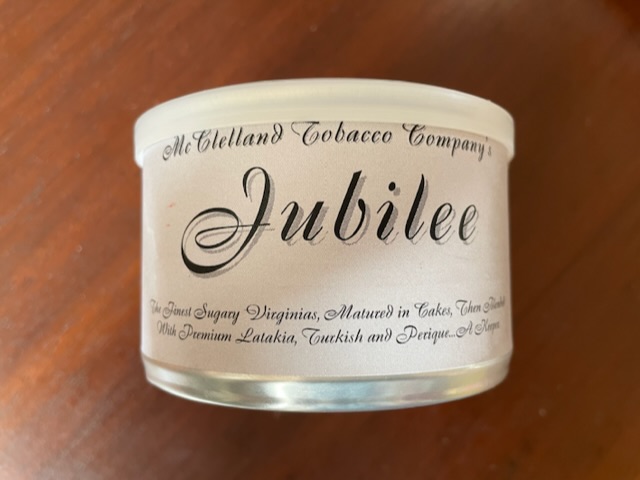 McClelland Tobacco Company's
Jubilee
The Finest Sugary Virginias, Matured in Cakes, Then Blended
With Premium Latakia, Turkish and Perique...A Keeper